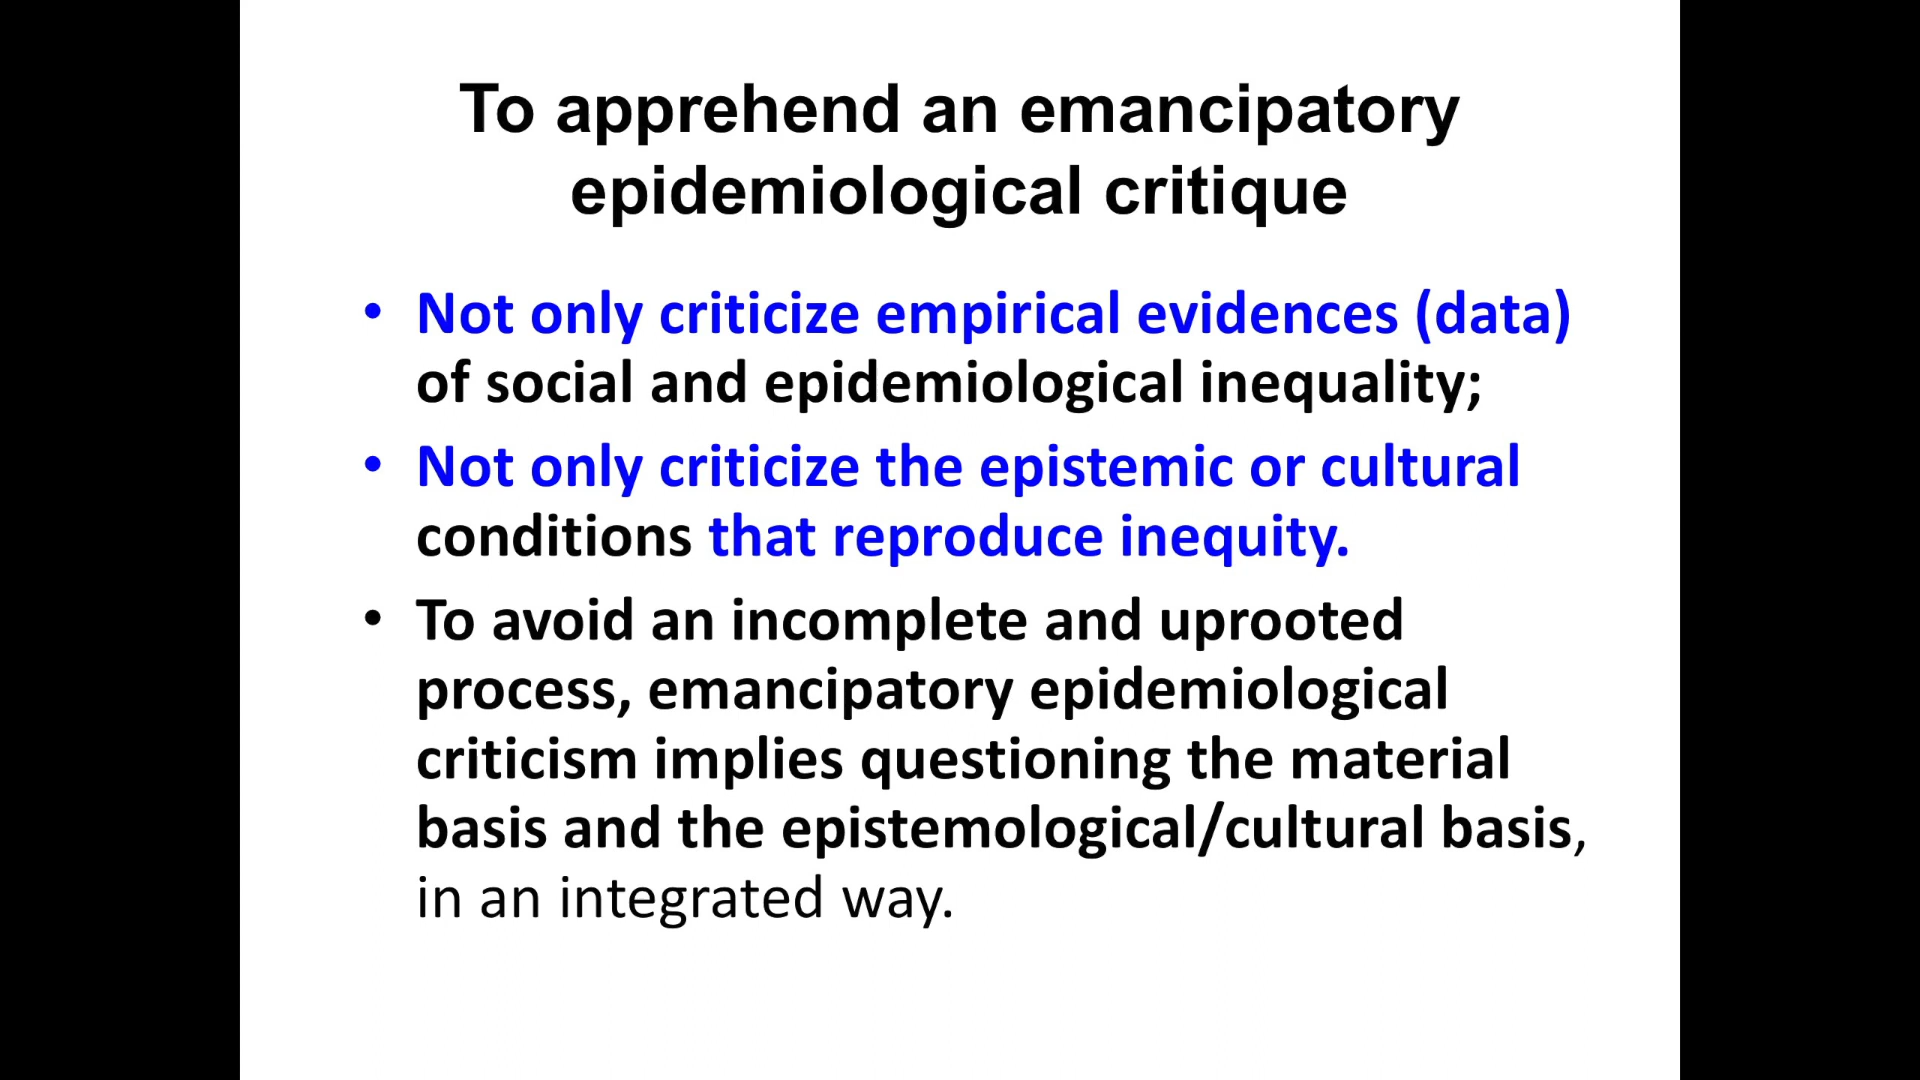 To apprehend an emancipatory
epidemiological critique
• Not only criticize empirical evidences (data)
of social and epidemiological inequality;
• Not only criticize the epistemic or cultural
conditions that reproduce inequity.
• To avoid an incomplete and uprooted
process, emancipatory epidemiological
criticism implies questioning the material
basis and the epistemological/cultural basis,
in an integrated way.